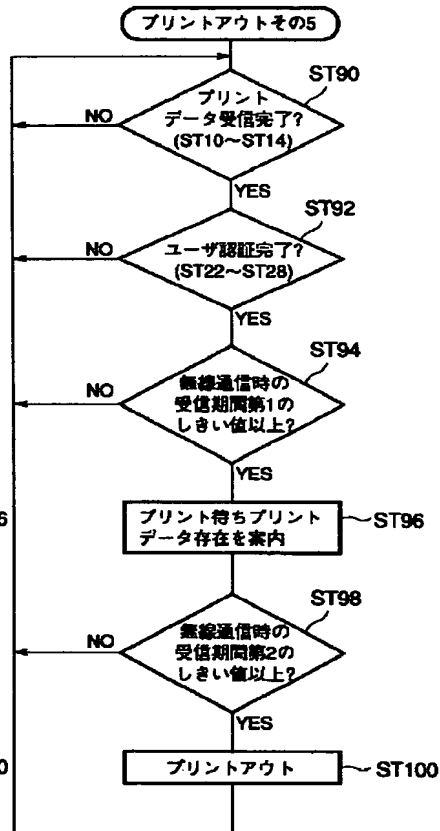 プリントアウトその5
ST90
プリント
データ受信完了?
(ST10～ST14)
NO
YES
ST92
ユーザ認証完了?
(ST22～ST28)
NO
YES
ST94
無線通信時の
受信期間第1の
しきい値以上?
NO
YES
6
プリント待ちプリント
データ存在を案内
ST96
ST98
無線通信時の
受信期間第2の
しきい値以上?
NO
YES
0
プリントアウト
ST100